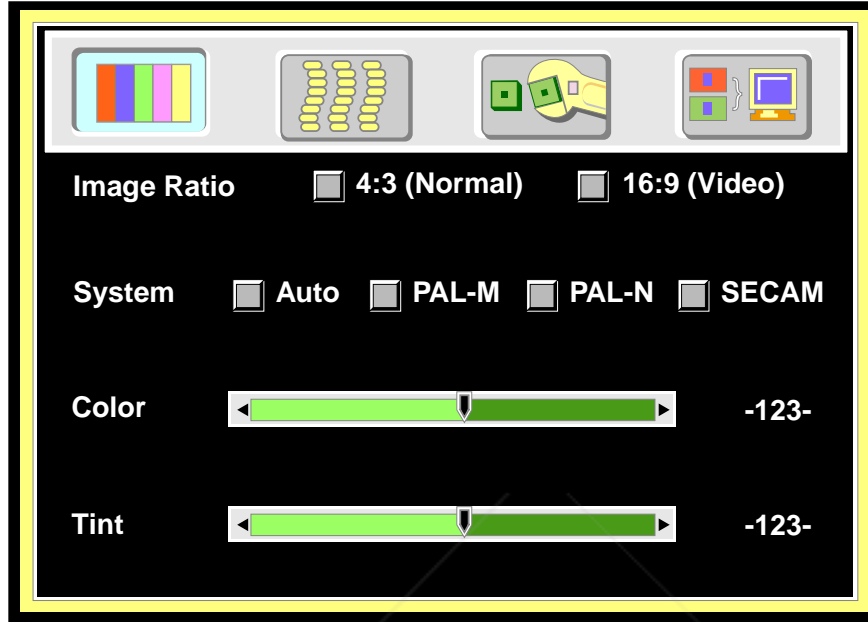 Image Ratio 4:3 (Normal) 16:9 (Video)
System Auto PAL-M PAL-N SECAM
Color -123-
Tint -123-